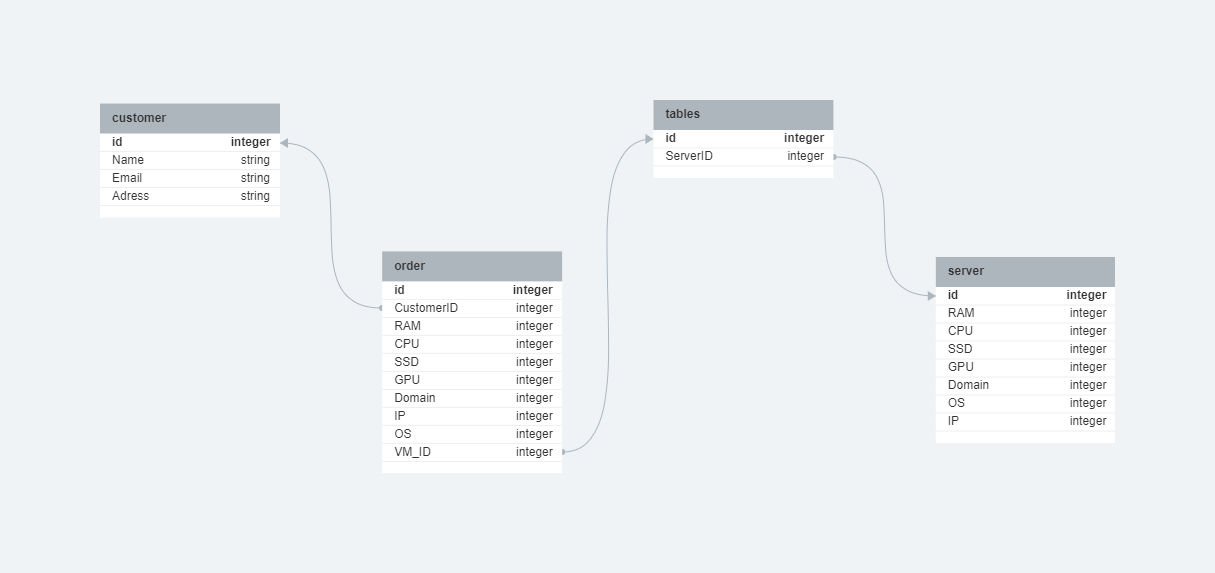 customer
id integer
Name string
Email string
Adress string
order
id integer
CustomerID integer
RAM integer
CPU integer
SSD integer
GPU integer
Domain integer
IP integer
OS integer
VM_ID integer
tables
id integer
ServerID integer
server
id integer
RAM integer
CPU integer
SSD integer
GPU integer
Domain integer
OS integer
IP integer